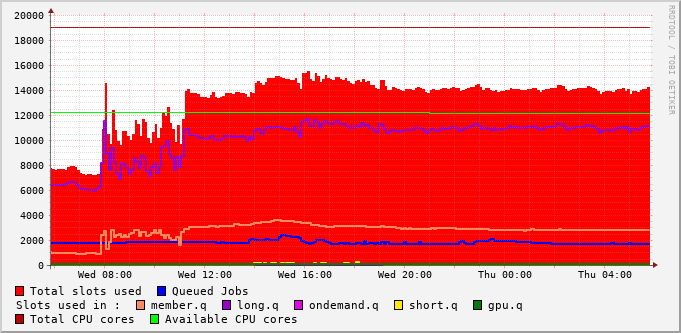 20000
18000
16000
14000
12000
10000
8000
6000
4000
2000
0
Wed 08:00 Wed 12:00 Wed 16:00 Wed 20:00 Thu 00:00 Thu 04:00
RRDTOOL / TOBI OETIKER
Total slots used Queued Jobs
Slots used in : member.q long.q ondemand.q short.q gpu.q
Total CPU cores Available CPU cores